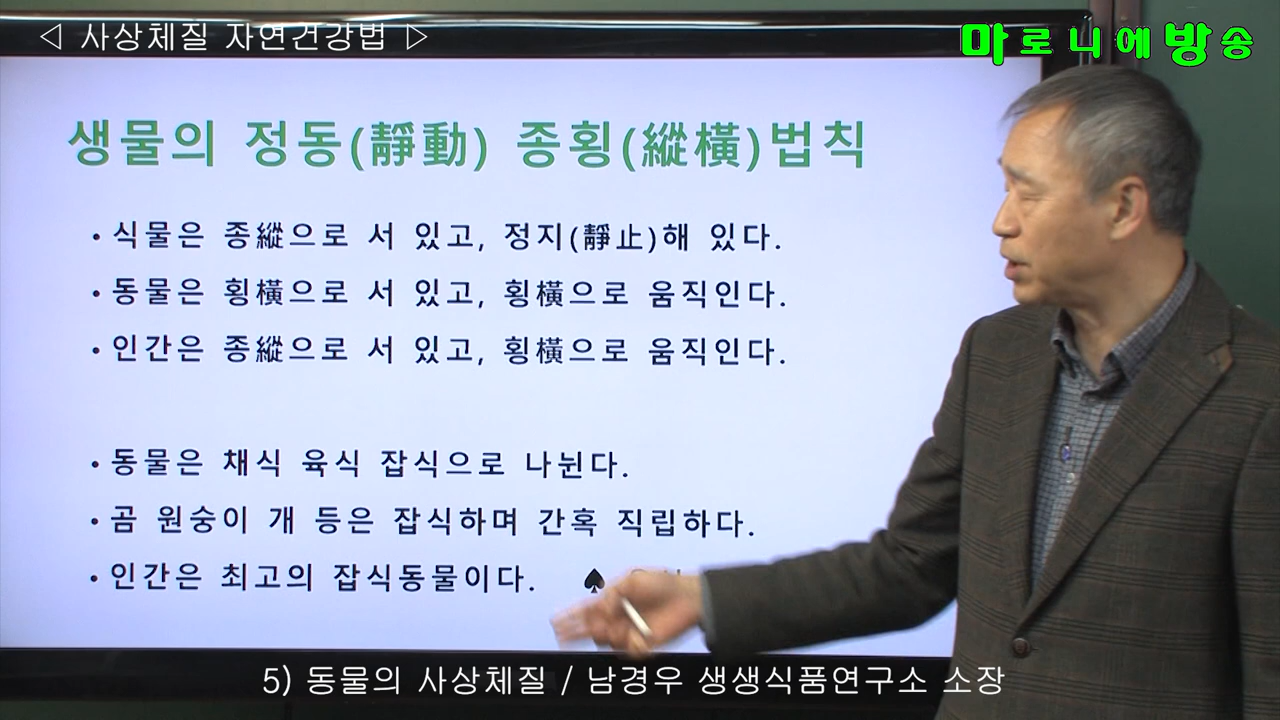 ◁ 사상체질 자연건강법 ▷
마로니에방송
생물의 정동(靜動) 종횡(縱橫)법칙
• 식물은 종縱으로 서 있고, 정지(靜止)해 있다.
• 동물은 횡橫으로 서 있고, 횡橫으로 움직인다.
• 인간은 종縱으로 서 있고, 횡橫으로 움직인다.
• 동물은 채식 육식 잡식으로 나뉜다.
• 곰 원숭이 개 등은 잡식하며 간혹 직립하다.
• 인간은 최고의 잡식동물이다. ♠
5) 동물의 사상체질 / 남경우 생생식품연구소 소장